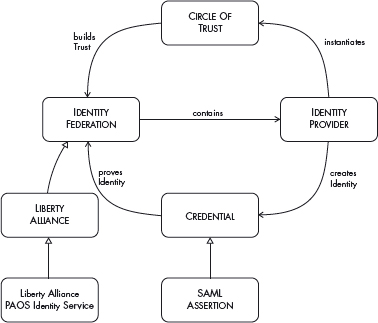 CIRCLE OF
TRUST
builds
Trust
instantiates
IDENTITY
FEDERATION
contains
IDENTITY
PROVIDER
proves
Identity
creates
Identity
LIBERTY
ALLIANCE
CREDENTIAL
Liberty Alliance
PAOS Identity Service
SAML
ASSERTION